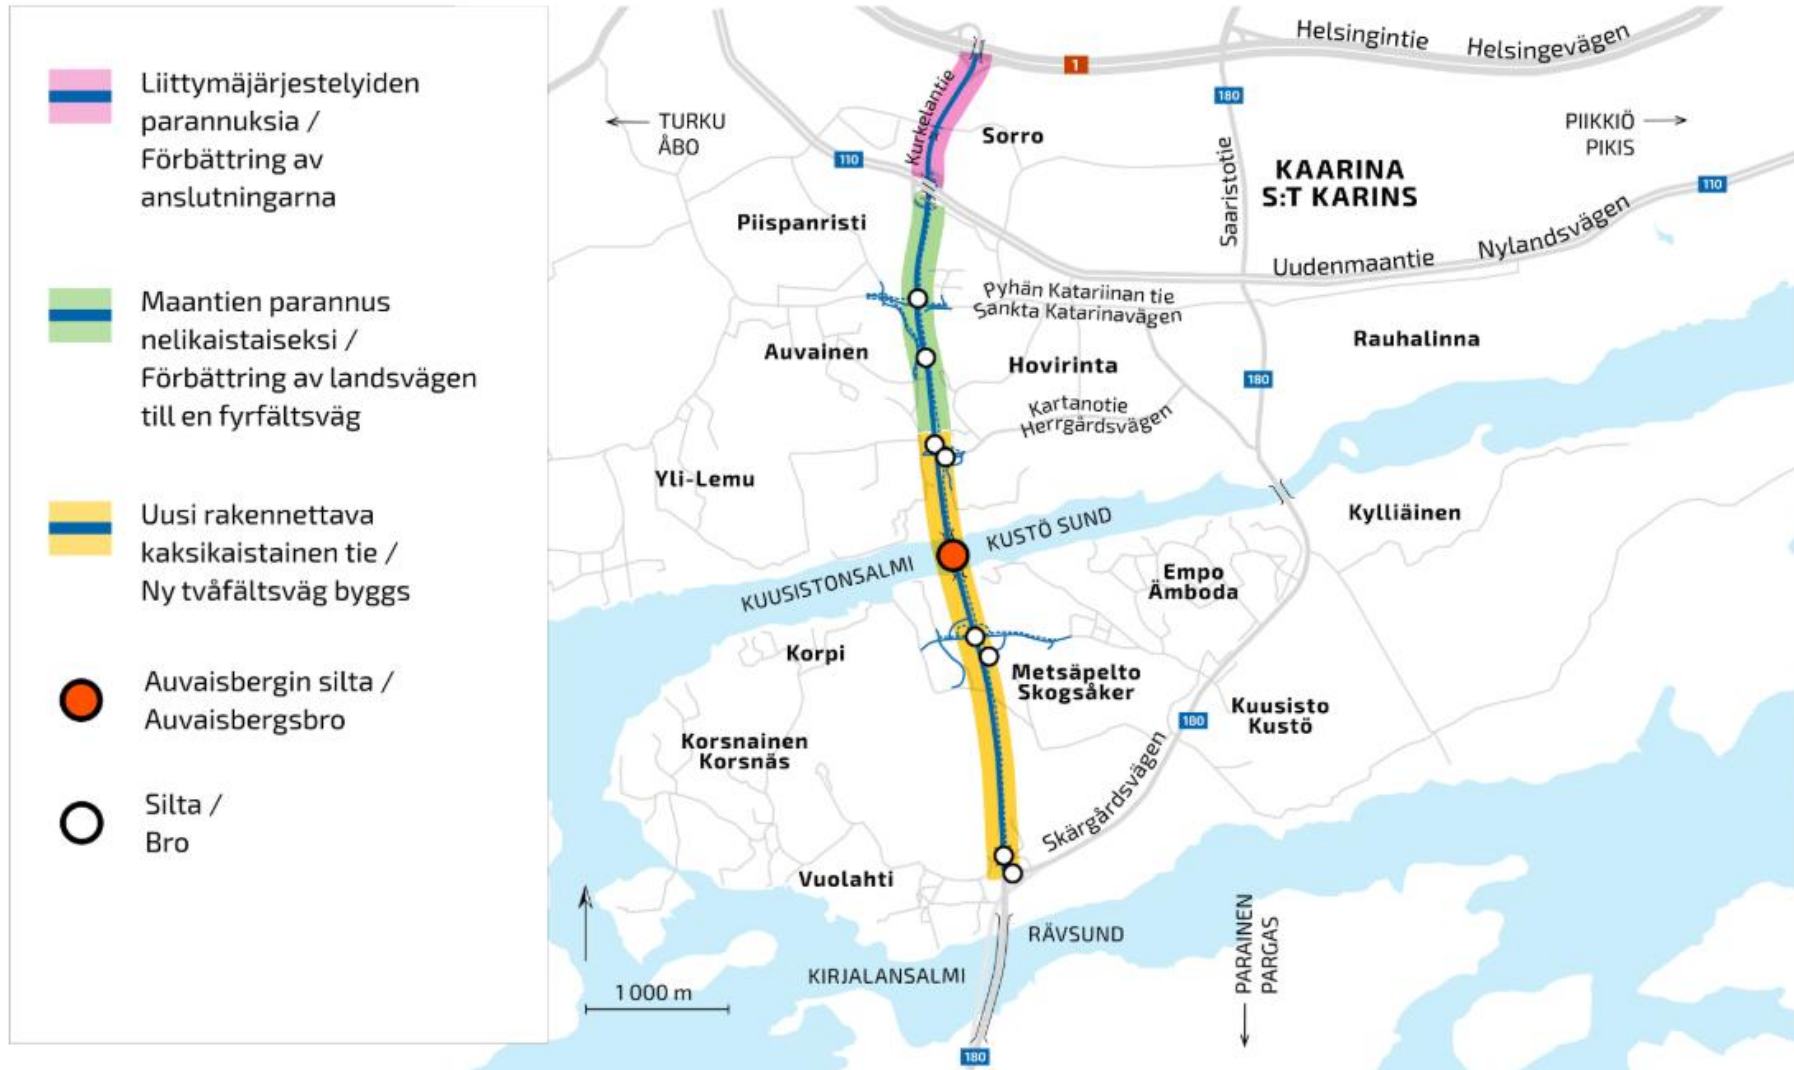 Liittymäjärjestelyiden
parannuksia /
Förbättring av
anslutningarna
Maantien parannus
nelikaistaiseksi /
Förbättring av landsvägen
till en fyrfältsväg
Uusi rakennettava
kaksikaistainen tie /
Ny tvåfältsväg byggs
Auvaisbergin silta /
Auvaisbergsbro
Silta /
Bro
Helsingintie Helsingevägen
1
180
Kurkelantie
TURKU
ÅBO
PIIKKIÖ
PIKIS
Sorro
110
Saaristotie
KAARINA
S:T KARINS
110
Piispanristi
Uudenmaantie Nylandsvägen
Pyhän Katariinan tie
Sankta Katarinavägen
Rauhalinna
Auvainen
Hovirinta
180
Kartanotie
Herrgårdsvägen
Yli-Lemu
Kylliäinen
KUUSISTONSALMI
KUSTÖ SUND
Empo
Ämboda
Korpi
Metsäpelto
Skogsåker
Kuusisto
Kustö
180
Korsnainen
Korsnäs
Skärgårdsvägen
Vuolahti
RÄVSUND
KIRJALANSALMI
PARAINEN
PARGAS
1 000 m
180